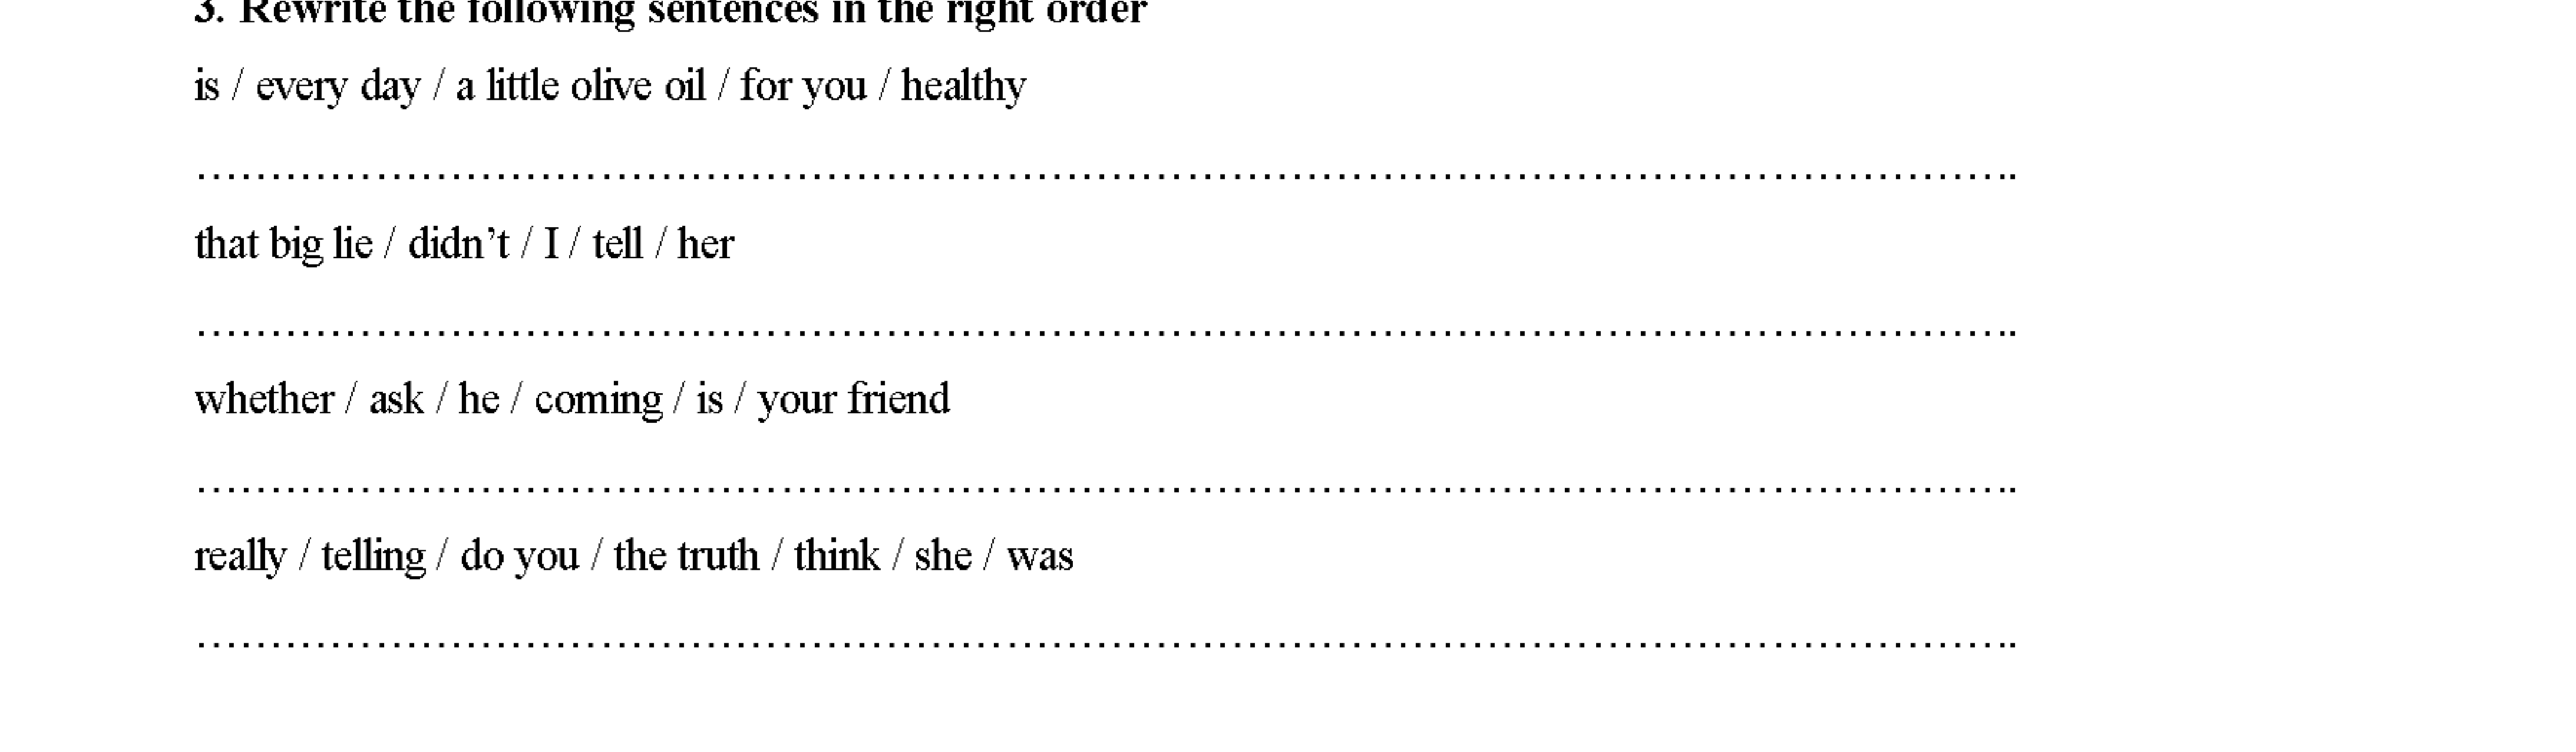 3. Rewrite the following sentences in the right order
is / every day / a little olive oil / for you / healthy
………………………………………………………………………………………………………..
that big lie / didn’t / I / tell / her
………………………………………………………………………………………………………..
whether / ask / he / coming / is / your friend
………………………………………………………………………………………………………..
really / telling / do you / the truth / think / she / was
………………………………………………………………………………………………………..